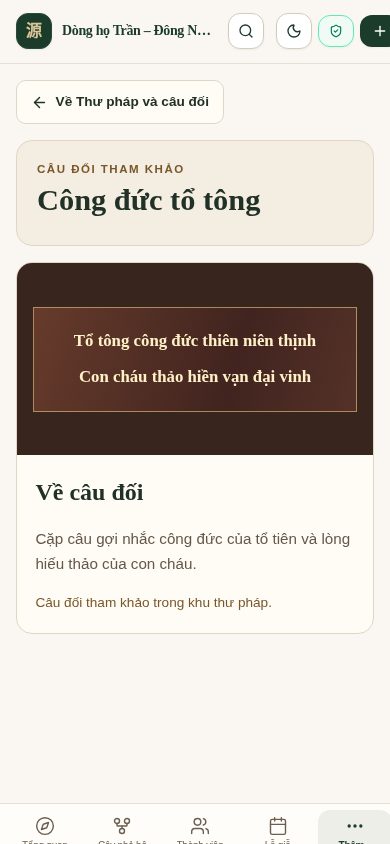 源 Dòng họ Trần – Đông N…
Về Thư pháp và câu đối
CÂU ĐỐI THAM KHẢO
Công đức tổ tông
Tổ tông công đức thiên niên thịnh
Con cháu thảo hiền vạn đại vinh
Về câu đối
Cặp câu gợi nhắc công đức của tổ tiên và lòng
hiếu thảo của con cháu.
Câu đối tham khảo trong khu thư pháp.